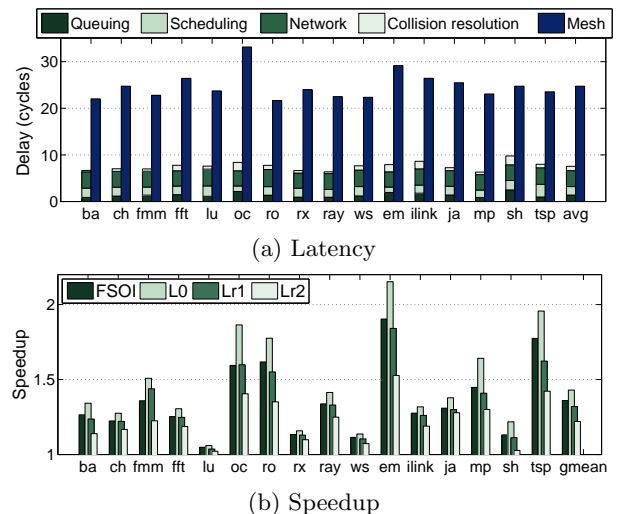 Queuing Scheduling Network Collision resolution Mesh
Delay (cycles)
30
20
10
0
ba ch fmm fft lu oc ro rx ray ws em ilink ja mp sh tsp avg
(a) Latency
FSOI L0 Lr1 Lr2
Speedup
2
1.5
1
ba ch fmm fft lu oc ro rx ray ws em ilink ja mp sh tsp gmean
(b) Speedup